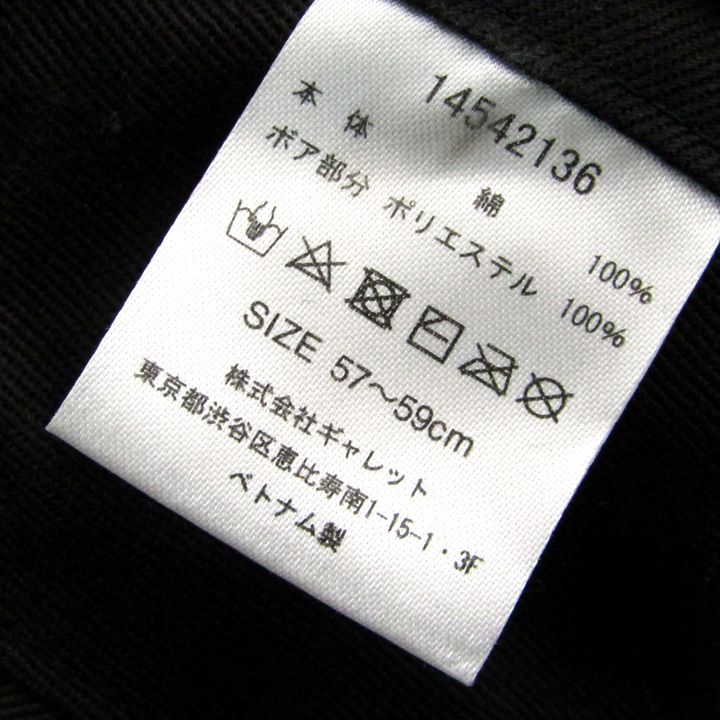 14542136
本体 綿 100%
ボア部分 ポリエステル 100%
SIZE 57〜59cm
株式会社ギャレット
東京都渋谷区恵比寿南1-15-1・3F
ベトナム製